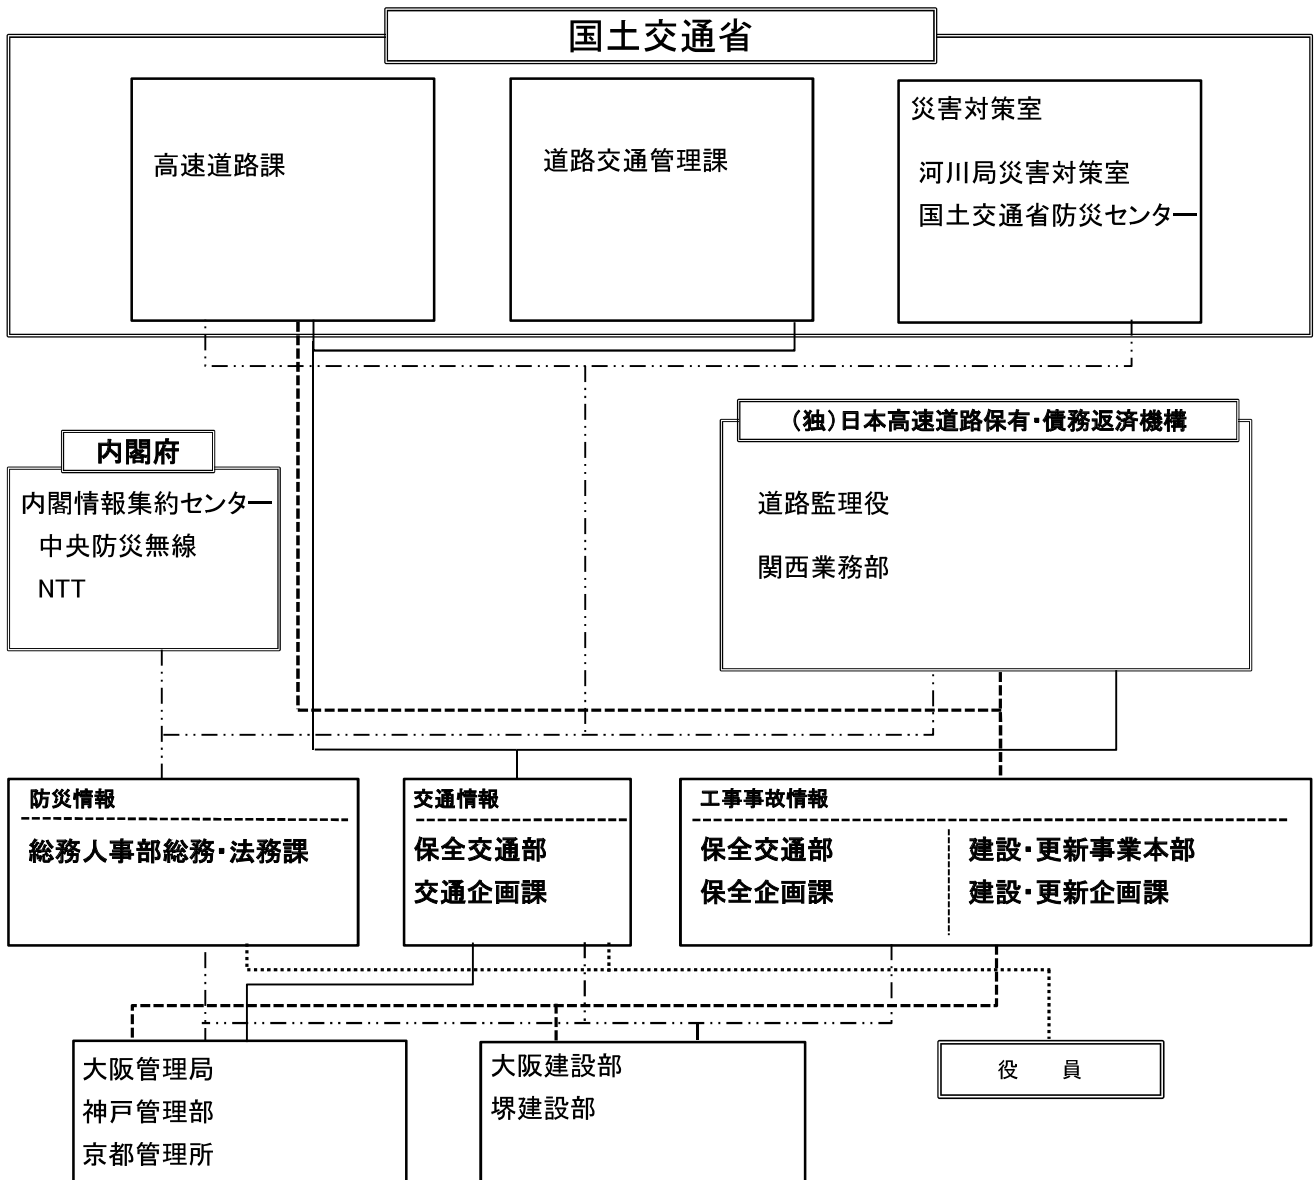 国土交通省
高速道路課
道路交通管理課
災害対策室
河川局災害対策室
国土交通省防災センター
（独）日本高速道路保有・債務返済機構
道路監理役
関西業務部
内閣府
内閣情報集約センター
中央防災無線
NTT
防災情報
総務人事部総務・法務課
交通情報
保全交通部
交通企画課
工事事故情報
保全交通部
保全企画課
建設・更新事業本部
建設・更新企画課
大阪管理局
神戸管理部
京都管理所
大阪建設部
堺建設部
役　員